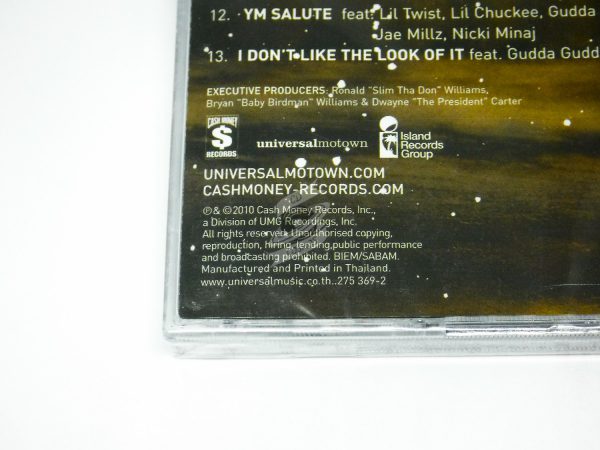 12. YM SALUTE feat. Lil Twist, Lil Chuckee, Gudda
Jae Millz, Nicki Minaj
13. I DON'T LIKE THE LOOK OF IT feat. Gudda Gudd
EXECUTIVE PRODUCERS: Ronald "Slim Tha Don" Williams,
Bryan "Baby Birdman" Williams & Dwayne "The President" Carter
CASH MONEY
$
RECORDS
universalmotown
Island
Records
Group
UNIVERSALMOTOWN.COM
CASHMONEY-RECORDS.COM
℗ & © 2010 Cash Money Records, Inc.,
a Division of UMG Recordings, Inc.
All rights reserved. Unauthorised copying,
reproduction, hiring, lending,public performance
and broadcasting prohibited. BIEM/SABAM.
Manufactured and Printed in Thailand.
www.universalmusic.co.th. 275 369-2